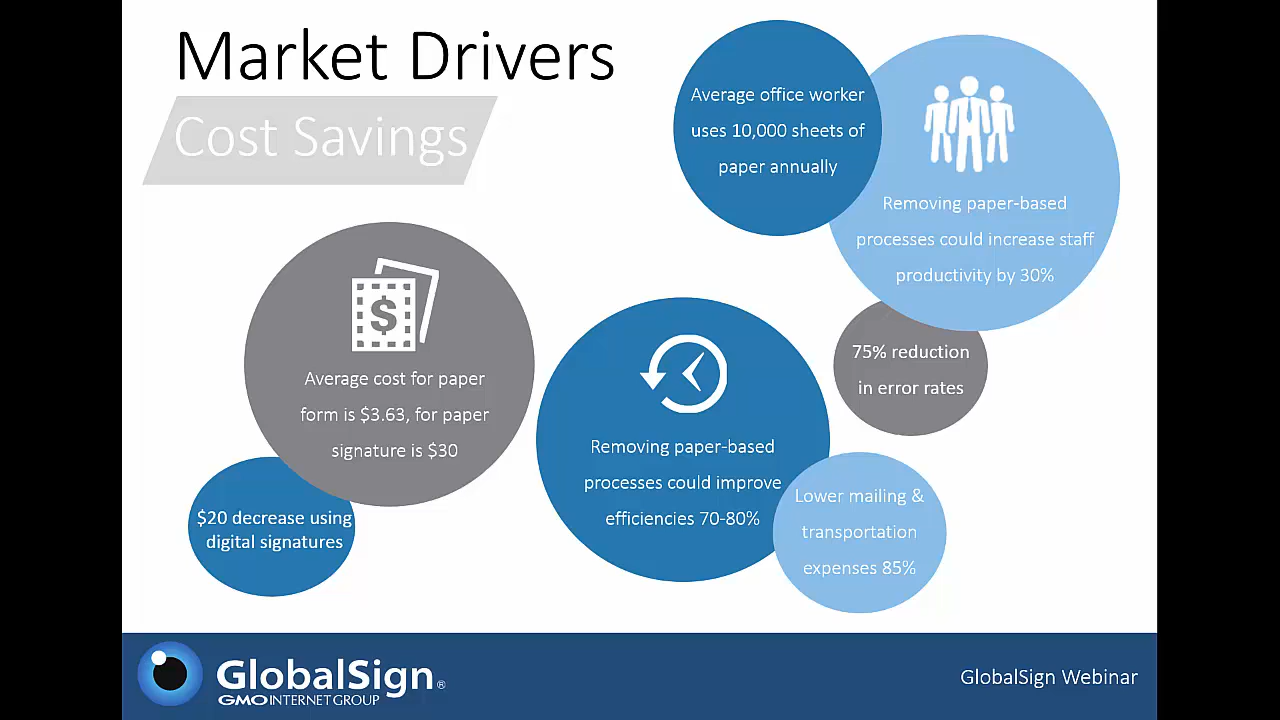 Market Drivers
Cost Savings
Average office worker
uses 10,000 sheets of
paper annually
Removing paper-based
processes could increase staff
productivity by 30%
75% reduction
in error rates
$
Average cost for paper
form is $3.63, for paper
signature is $30
$20 decrease using
digital signatures
Removing paper-based
processes could improve
efficiencies 70-80%
Lower mailing &
transportation
expenses 85%
GlobalSign®
GMO INTERNET GROUP
GlobalSign Webinar